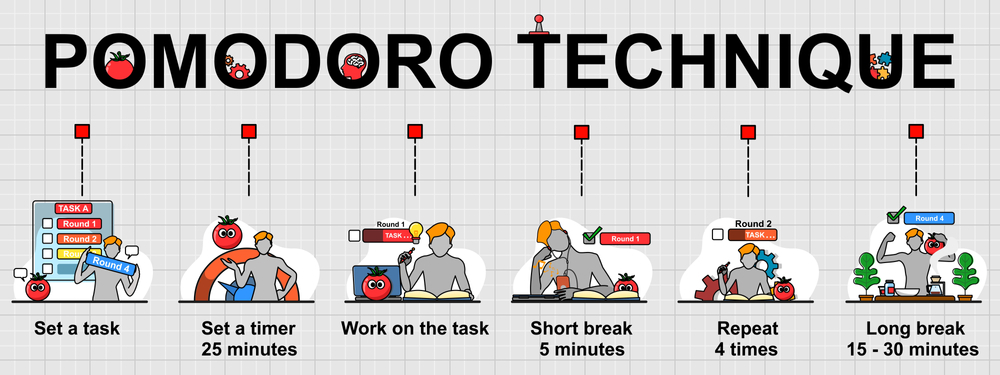 POMODORO TECHNIQUE
TASK A
Round 1
Round 2
Round 4
Set a task
Set a timer
25 minutes
Round 1
TASK ...
Work on the task
Round 1
Short break
5 minutes
Round 2
TASK ...
Repeat
4 times
Round 4
Long break
15 - 30 minutes